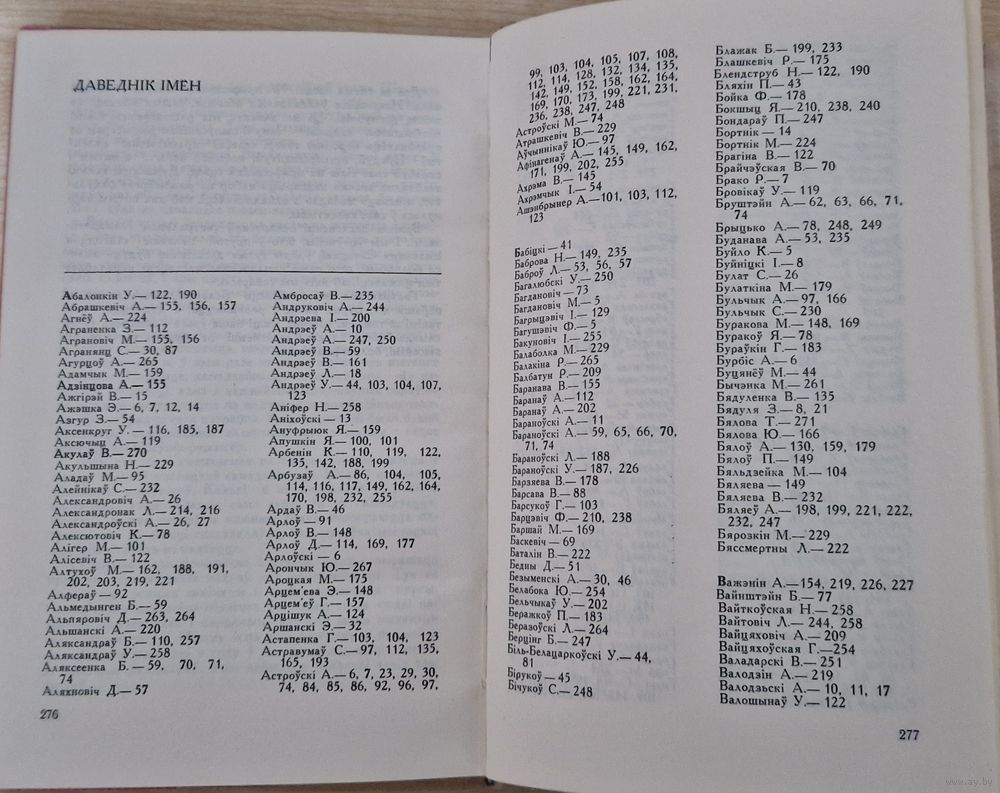 ДАВЕДНІК ІМЕН
Абалонкін У.— 122, 190
Абрашкевіч А.— 155, 156, 157
Агнёў А.— 224
Аграненка З.— 112
Аграновіч М.— 155, 156
Агранянц С.— 30, 87
Агурцоў А.— 265
Адамчык М.— 159
Адзінцова А.— 155
Ажгірэй В.— 15
Ажэшка Э.— 6, 7, 12, 14
Азгур З.— 54
Аксенкруг У.— 116, 185, 187
Аксючыц А.— 119
Акулаў В.— 270
Акульшына Н.— 229
Аладаў М.— 95
Алейнікаў С.— 232
Александровіч А.— 26
Александронак Л.— 214, 216
Александроўскі А.— 26, 27
Алексютовіч К.— 78
Алігер М.— 101
Алісевіч В.— 122
Алтухоў М.— 162, 188, 191,
202, 203, 219, 221
Алфераў — 92
Альмедынген Б.— 59
Альпяровіч Д.— 263, 264
Альшанскі А.— 220
Аляксандраў Б.— 110, 257
Аляксандраў У.— 258
Аляксеенка Б.— 59, 70, 71,
74
Аляхновіч Д.— 57
276
Амбросаў В.— 235
Андруковіч А.— 244
Андрэева І.— 200
Андрэеў А.— 10
Андрэеў А.— 247, 250
Андрэеў В.— 59
Андрэеў В.— 161
Андрэеў Л.— 18
Андрэеў У.— 44, 103, 104, 107,
123
Аніфер Н.— 258
Аніхоўскі — 13
Ануфрыюк Я.— 159
Апушкін Я.— 100, 101
Арбенін К.— 110, 119, 122,
135, 142, 188, 199
Арбузаў А.— 86, 104, 105,
114, 116, 117, 149, 162, 164,
170, 198, 232, 255
Ардаў В.— 46
Арлоў — 91
Арлоў В.— 148
Арлоў Д.— 114, 169, 177
Арлоўскі — 6
Арончык Ю.— 267
Ароцкая М.— 175
Арцем'ева Э.— 148
Арцем'еў Г.— 157
Арцішук А.— 124
Аршанскі Э.— 32
Астапенка Г.— 103, 104, 123
Астравумаў С.— 97, 112, 135,
165, 193
Астроўскі А.— 6, 7, 23, 29, 30,
74, 84, 85, 86, 92, 96, 97,
99, 103, 104, 105, 107, 108,
112, 114, 128, 132, 134, 135,
142, 149, 152, 158, 162, 164,
169, 170, 173, 199, 221, 231,
236, 238, 247, 248
Астроўскі М.— 74
Атрашкевіч В.— 229
Аўчыннікаў Ю.— 97
Афінагенаў А.— 145, 149, 162,
171, 199, 202, 255
Ахрэма В.— 145
Ахрэмчык І.— 54
Ашэнбрынер А.—101, 103, 112,
123
Бабіцкі — 41
Баброва Н.— 149, 235
Баброў Л.— 53, 56, 57
Багалюбскі У.— 250
Багдановіч — 73
Багдановіч М.— 5
Багрыцэвіч І.— 129
Багушэвіч Ф.— 5
Бакуновіч І.— 255
Балаболка М.— 229
Балакіна Р.— 265
Балбатун Р.— 209
Баранава В.— 155
Баранаў А.—112
Баранаў А.— 202
Бараноўскі А.— 11
Бараноўскі А.— 59, 65, 66, 70,
71, 74
Бараноўскі Л.— 188
Бараноўскі У.— 187, 226
Барзяева В.— 178
Барсава В.— 88
Барсукоў Г.— 103
Барцэвіч Ф.— 210, 238
Баршай М.— 169
Баскевіч — 69
Баталін В.— 222
Бедны Д.— 51
Безыменскі А.— 30, 46
Белабока Ю.— 254
Бельчыкаў У.— 202
Беражкоў П.— 183
Беразоўскі Л.— 264
Берцінг Б.— 247
Біль-Белацаркоўскі У.— 44,
81
Бірукоў — 45
Бічукоў С.— 248
Блажак Б.— 199, 233
Блашкевіч Р.— 175
Блендструб Н.— 122, 190
Бляхін П.— 43
Бойка Ф.— 178
Бокшыц Я.— 210, 238, 240
Бондараў П.— 247
Бортнік — 14
Бортнік М.— 224
Брагіна В.— 122
Брайчэўская В.— 70
Брако Р.— 7
Бровікаў У.— 119
Бруштэйн А.— 62, 63, 66, 71,
74
Брыцько А.— 78, 248, 249
Буданава А.— 53, 235
Буйло К.— 5
Буйніцкі І.— 8
Булат С.— 26
Булаткіна М.— 179
Бульчык А.— 97, 166
Бульчык С.— 230
Буракова М.— 148, 169
Буракоў Я.— 78
Бураўкін Г.— 183
Бурбіс А.— 6
Буцянёў М.— 44
Бычэнка М.— 261
Бядуленка В.— 135
Бядуля З.— 8, 21
Бялова Т.— 271
Бялова Ю.— 166
Бялоў А.— 130, 159, 179
Бялоў П.— 149
Бяльдзейка М.— 104
Бяляева — 149
Бяляева В.— 232
Бяляеў А.— 198, 199, 221, 222,
232, 247
Бярозкін М.— 229
Бяссмертны Л.— 222
Важэнін А.—154, 219, 226, 227
Вайнштэйн Б.— 77
Вайткоўская Н.— 258
Вайтовіч Л.— 244, 258
Вайцяховіч А.— 209
Вайцяхоўская Г.—254
Валадарскі В.— 251
Валодзін А.— 219
Валодзьскі А.— 10, 11, 17
Валошынаў У.— 122
277
www.ay.by